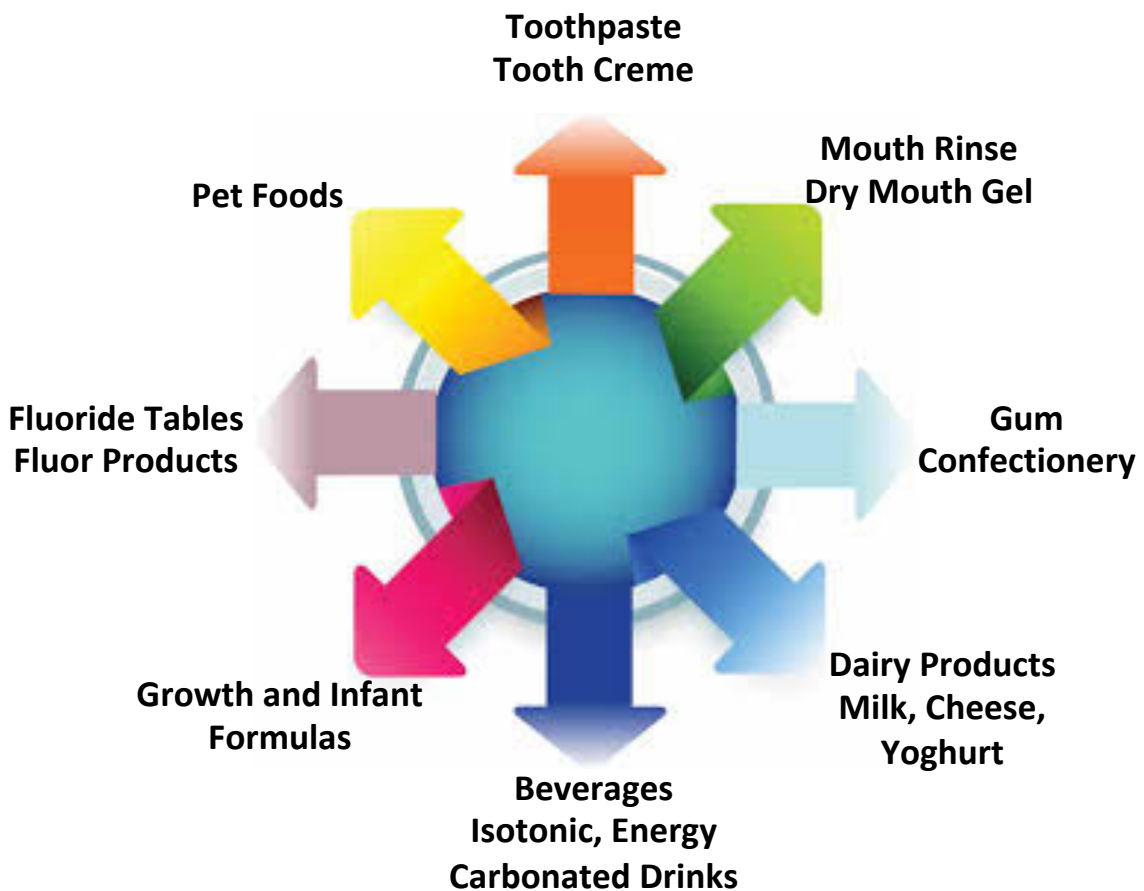 Toothpaste
Tooth Creme
Mouth Rinse
Dry Mouth Gel
Pet Foods
Fluoride Tables
Fluor Products
Gum
Confectionery
Growth and Infant
Formulas
Dairy Products
Milk, Cheese,
Yoghurt
Beverages
Isotonic, Energy
Carbonated Drinks